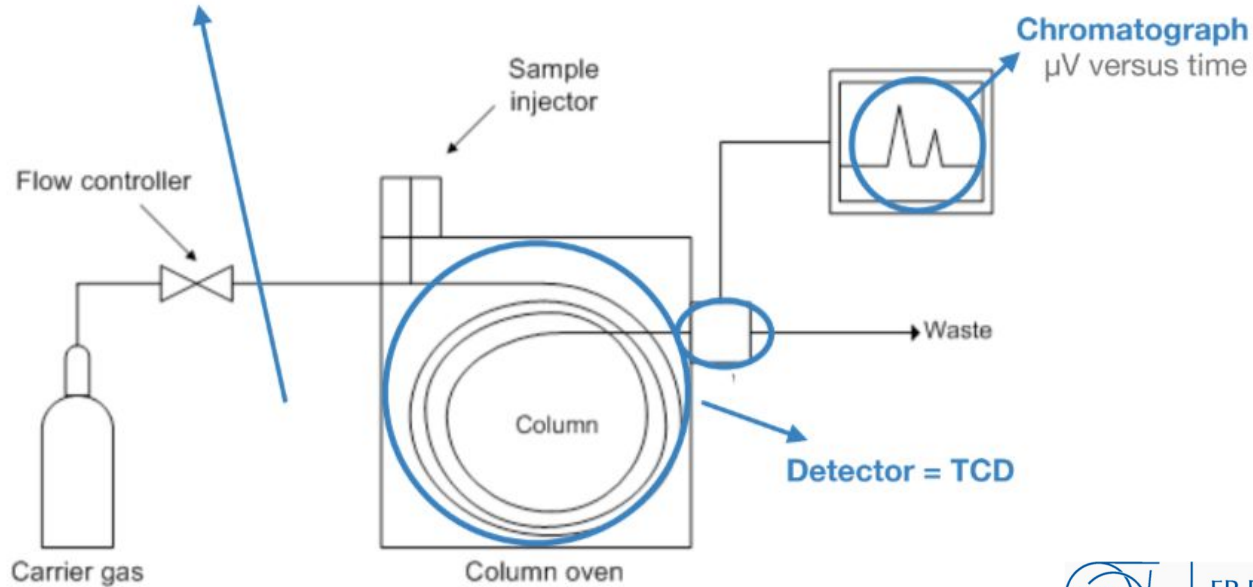 Chromatograph
µV versus time
Sample
injector
Flow controller
Waste
Column
Detector = TCD
Carrier gas
Column oven